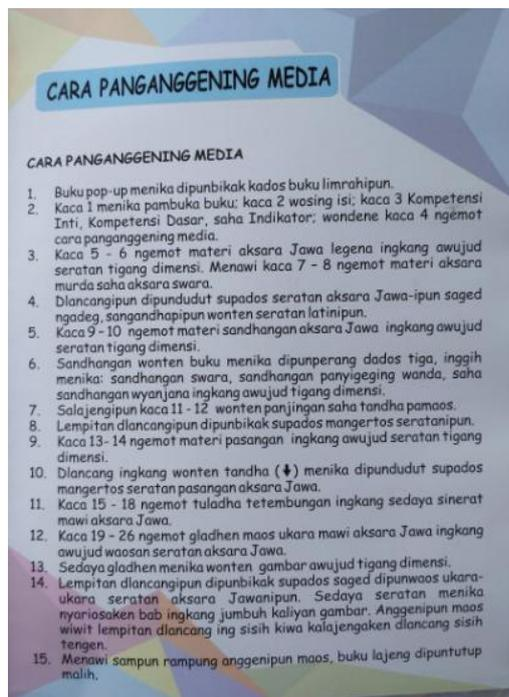 CARA PANGANGGENING MEDIA
CARA PANGANGGENING MEDIA
1. Buku pop-up menika dipunbikak kados buku limrahipun.
2. Kaca 1 menika pambuka buku; kaca 2 wosing isi; kaca 3 Kompetensi
Inti, Kompetensi Dasar, saha Indikator; wondene kaca 4 ngemot
cara panganggening media.
3. Kaca 5 - 6 ngemot materi aksara Jawa legena ingkang awujud
seratan tigang dimensi. Menawi kaca 7 - 8 ngemot materi aksara
murda saha aksara swara.
4. Dlancangipun dipundudut supados seratan aksara Jawa-ipun saged
ngadeg, sangandhapipun wonten seratan latinipun.
5. Kaca 9 - 10 ngemot materi sandhangan aksara Jawa ingkang awujud
seratan tigang dimensi.
6. Sandhangan wonten buku menika dipunperang dados tiga, inggih
menika: sandhangan swara, sandhangan panyigeging wanda, saha
sandhangan wyanjana ingkang awujud tigang dimensi.
7. Salajengipun kaca 11 - 12 wonten panjingan saha tandha pamaos.
8. Lempitan dlancangipun dipunbikak supados mangertos seratanipun.
9. Kaca 13- 14 ngemot materi pasangan ingkang awujud seratan tigang
dimensi.
10. Dlancang ingkang wonten tandha (🡇) menika dipundudut supados
mangertos seratan pasangan aksara Jawa.
11. Kaca 15 - 18 ngemot tuladha tetembungan ingkang sedaya sinerat
mawi aksara Jawa.
12. Kaca 19 - 26 ngemot gladhen maos ukara mawi aksara Jawa ingkang
awujud waosan seratan aksara Jawa.
13. Sedaya gladhen menika wonten gambar awujud tigang dimensi.
14. Lempitan dlancangipun dipunbikak supados saged dipunwaos ukara-
ukara seratan aksara Jawanipun. Sedaya seratan menika
nyariosaken bab ingkang jumbuh kaliyan gambar. Anggenipun maos
wiwit lempitan dlancang ing sisih kiwa kalajengaken dlancang sisih
tengen.
15. Menawi sampun rampung anggenipun maos, buku lajeng dipuntutup
malih.